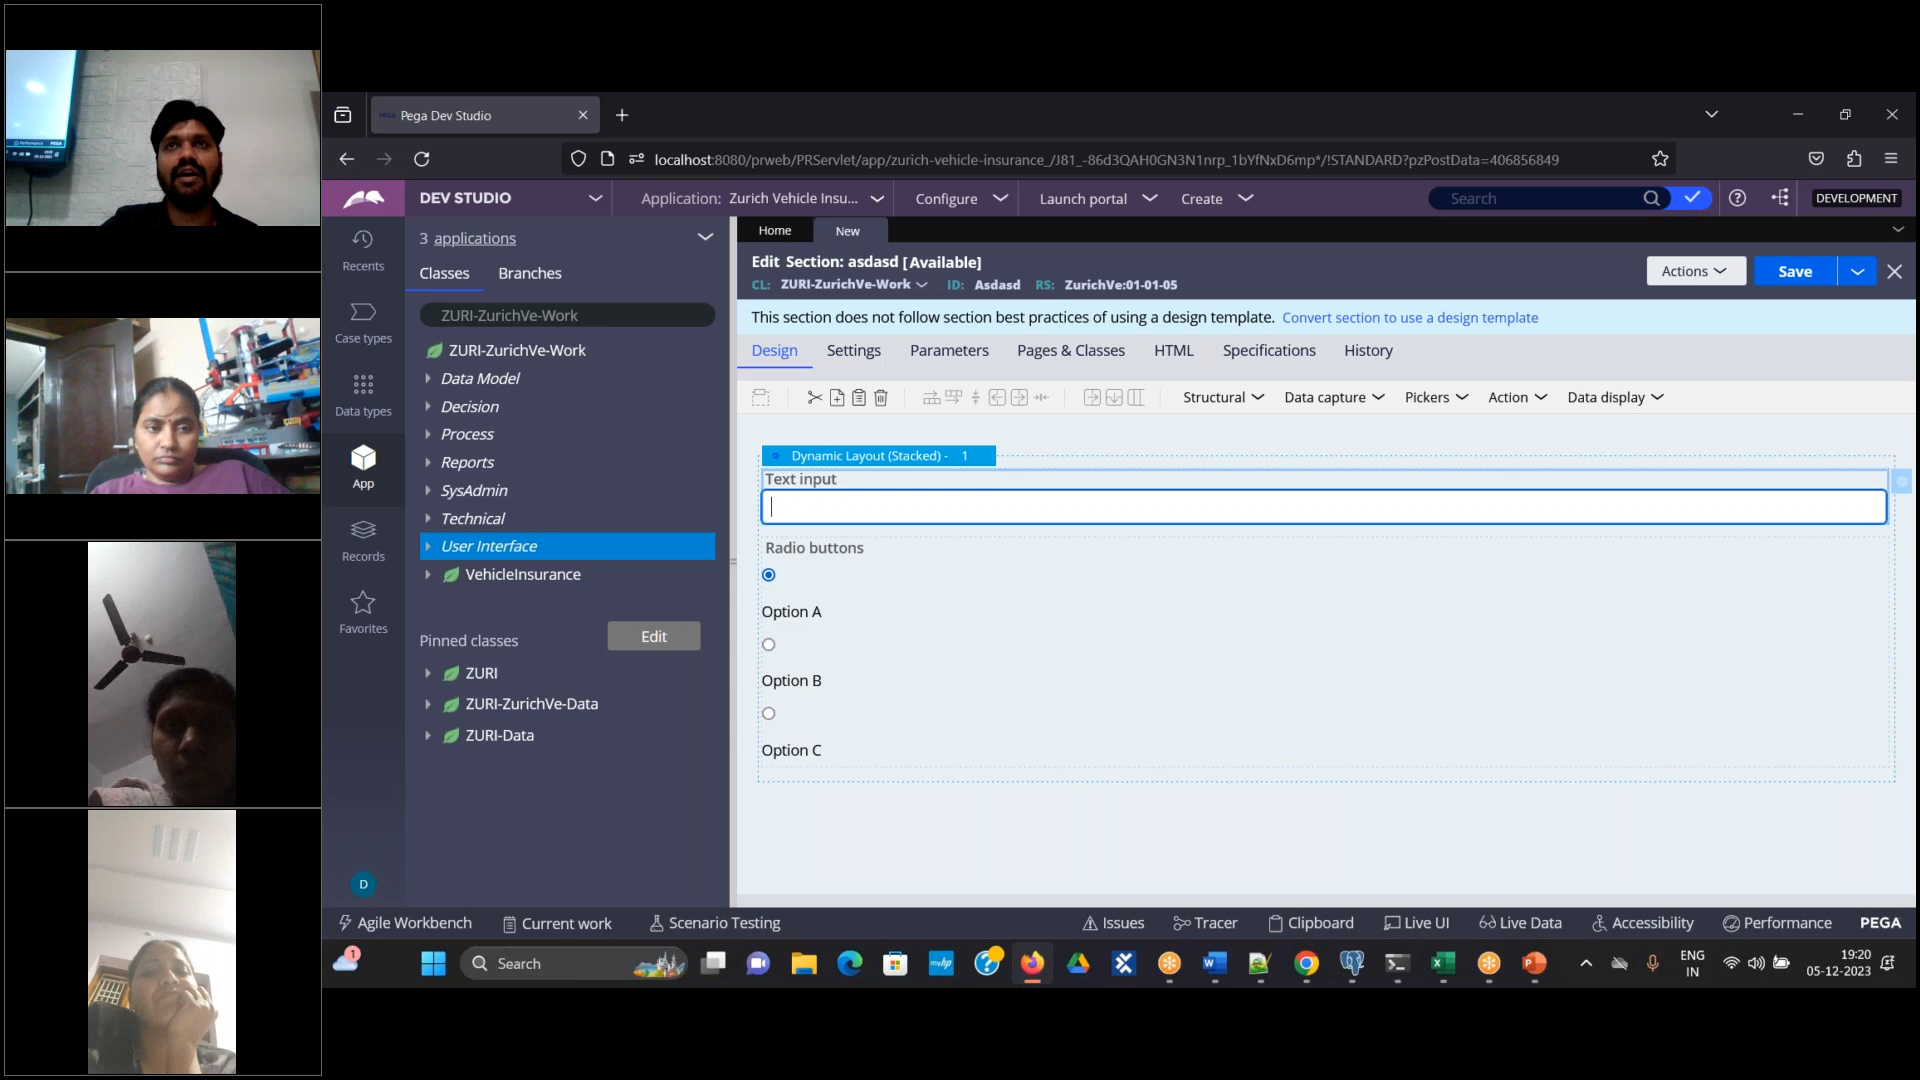 Pega Dev Studio
localhost:8080/prweb/PRServlet/app/zurich-vehicle-insurance_/J81_-86d3QAH0GN3N1nrp_1bYfNxD6mp*/!STANDARD?pzPostData=406856849
DEV STUDIO
Application: Zurich Vehicle Insu...
Configure
Launch portal
Create
Search
DEVELOPMENT
Recents
Case types
Data types
App
Records
Favorites
D
3 applications
Classes
Branches
ZURI-ZurichVe-Work
ZURI-ZurichVe-Work
Data Model
Decision
Process
Reports
SysAdmin
Technical
User Interface
VehicleInsurance
Pinned classes
Edit
ZURI
ZURI-ZurichVe-Data
ZURI-Data
Home
New
Edit Section: asdasd [Available]
CL: ZURI-ZurichVe-Work ID: Asdasd RS: ZurichVe:01-01-05
Actions
Save
This section does not follow section best practices of using a design template. Convert section to use a design template
Design
Settings
Parameters
Pages & Classes
HTML
Specifications
History
Structural
Data capture
Pickers
Action
Data display
Dynamic Layout (Stacked) - 1
Text input
Radio buttons
Option A
Option B
Option C
Agile Workbench
Current work
Scenario Testing
Issues
Tracer
Clipboard
Live UI
Live Data
Accessibility
Performance
PEGA
1
Search
ENG
IN
19:20
05-12-2023